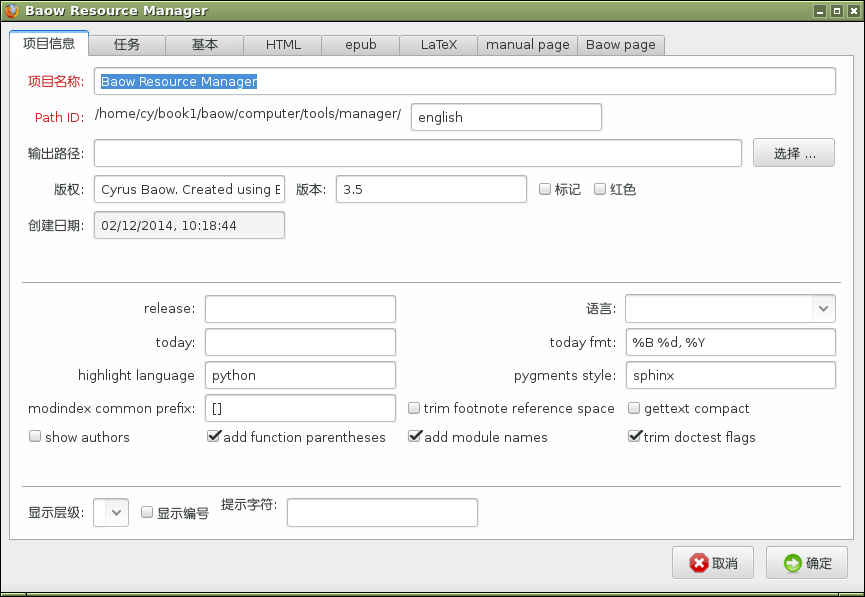 Baow Resource Manager
项目信息 任务 基本 HTML epub LaTeX manual page Baow page
项目名称: Baow Resource Manager
Path ID: /home/cy/book1/baow/computer/tools/manager/ english
输出路径: 选择 ...
版权: Cyrus Baow. Created using E 版本: 3.5 标记 红色
创建日期: 02/12/2014, 10:18:44
release: 语言:
today: today fmt: %B %d, %Y
highlight language python pygments style: sphinx
modindex common prefix: [] trim footnote reference space gettext compact
show authors add function parentheses add module names trim doctest flags
显示层级: 显示编号 提示字符:
取消 确定